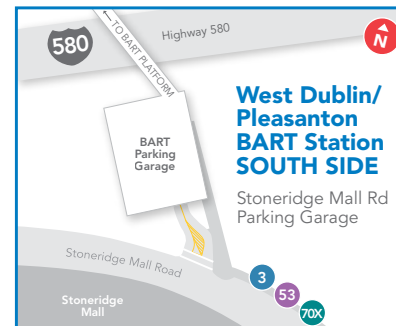 580
Highway 580
N
← TO BART PLATFORM
West Dublin/
Pleasanton
BART Station
SOUTH SIDE
Stoneridge Mall Rd
Parking Garage
BART
Parking
Garage
Stoneridge Mall Road
3
53
70X
Stoneridge
Mall